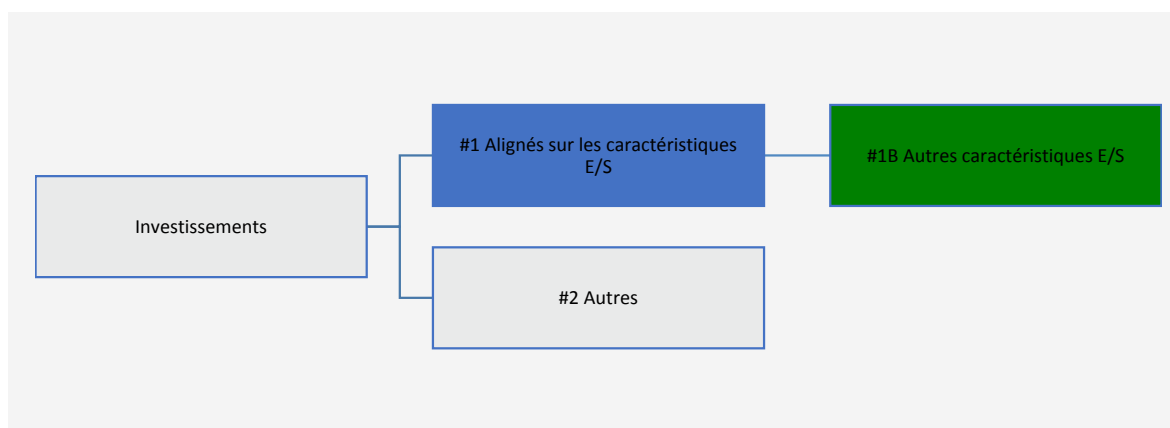 #1 Alignés sur les caractéristiques
E/S
#1B Autres caractéristiques E/S
Investissements
#2 Autres